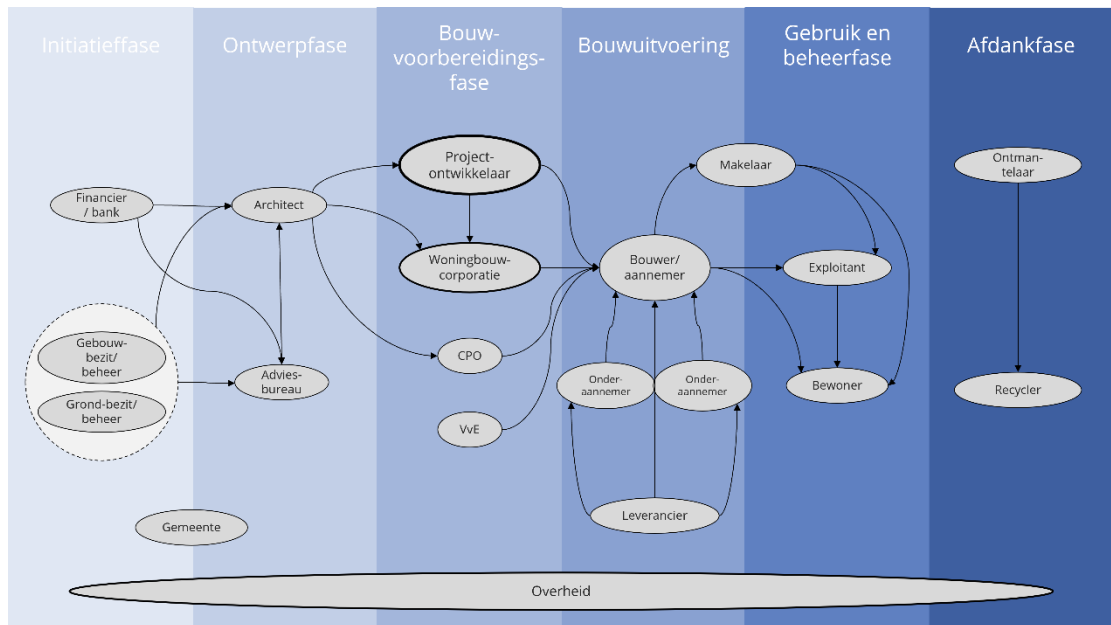 Initiatieffase
Ontwerpfase
Bouw-
voorbereidings-
fase
Bouwuitvoering
Gebruik en
beheerfase
Afdankfase
Financier
/ bank
Gebouw-
bezit/
beheer
Grond-bezit/
beheer
Gemeente
Architect
Advies-
bureau
Project-
ontwikkelaar
Woningbouw-
corporatie
CPO
VvE
Bouwer/
aannemer
Onder-
aannemer
Onder-
aannemer
Leverancier
Makelaar
Exploitant
Bewoner
Ontman-
telaar
Recycler
Overheid